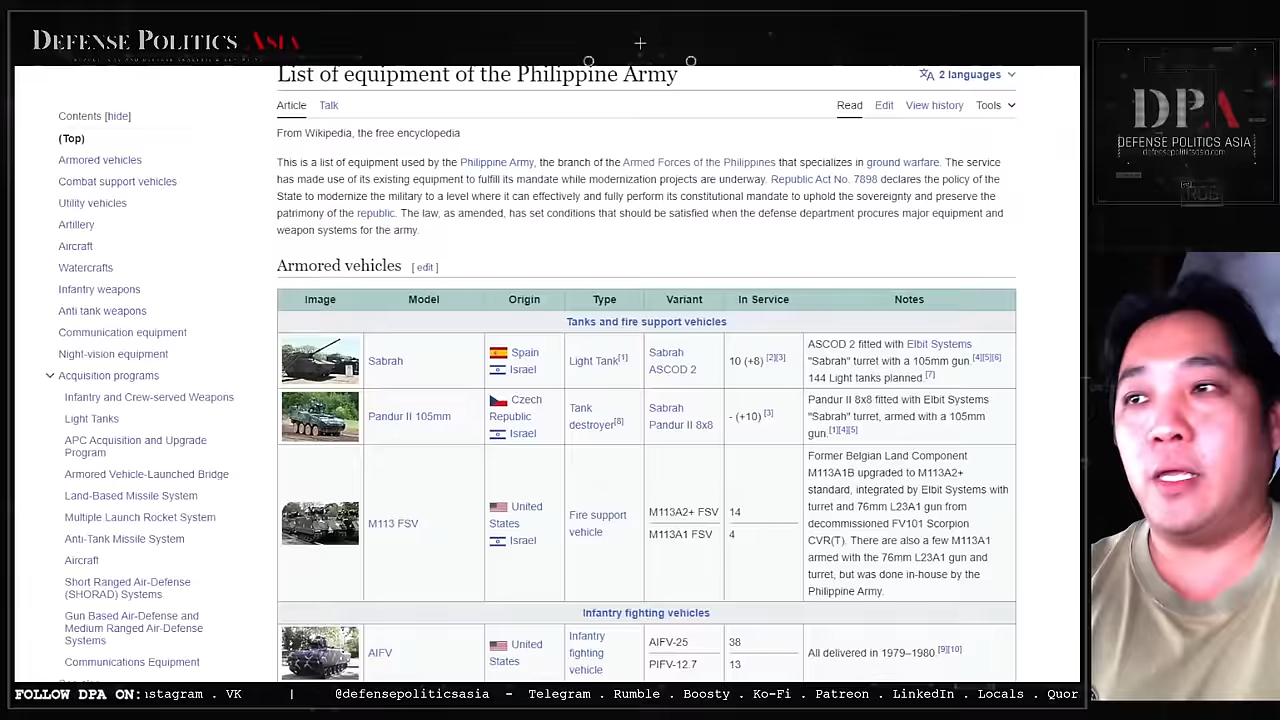 DEFENSE POLITICS ASIA
List of equipment of the Philippine Army
2 languages
Article Talk
Read Edit View history Tools
From Wikipedia, the free encyclopedia
This is a list of equipment used by the Philippine Army, the branch of the Armed Forces of the Philippines that specializes in ground warfare. The service
has made use of its existing equipment to fulfill its mandate while modernization projects are underway. Republic Act No. 7898 declares the policy of the
State to modernize the military to a level where it can effectively and fully perform its constitutional mandate to uphold the sovereignty and preserve the
patrimony of the republic. The law, as amended, has set conditions that should be satisfied when the defense department procures major equipment and
weapon systems for the army.
Contents [hide]
(Top)
Armored vehicles
Combat support vehicles
Utility vehicles
Artillery
Aircraft
Watercrafts
Infantry weapons
Anti tank weapons
Communication equipment
Night-vision equipment
Acquisition programs
Infantry and Crew-served Weapons
Light Tanks
APC Acquisition and Upgrade
Program
Armored Vehicle-Launched Bridge
Land-Based Missile System
Multiple Launch Rocket System
Anti-Tank Missile System
Aircraft
Short Ranged Air-Defense
(SHORAD) Systems
Gun Based Air-Defense and
Medium Ranged Air-Defense
Systems
Communications Equipment
Armored vehicles [ edit ]
Image Model Origin Type Variant In Service Notes
Tanks and fire support vehicles
Sabrah
Spain
Israel
Light Tank[1]
Sabrah
ASCOD 2
10 (+8) [2][3]
ASCOD 2 fitted with Elbit Systems
"Sabrah" turret with a 105mm gun.[4][5][6]
144 Light tanks planned.[7]
Pandur II 105mm
Czech
Republic
Israel
Tank
destroyer[8]
Sabrah
Pandur II 8x8
- (+10) [3]
Pandur II 8x8 fitted with Elbit Systems
"Sabrah" turret, armed with a 105mm
gun.[1][4][5]
M113 FSV
United
States
Israel
Fire support
vehicle
M113A2+ FSV 14
M113A1 FSV 4
Former Belgian Land Component
M113A1B upgraded to M113A2+
standard, integrated by Elbit Systems with
turret and 76mm L23A1 gun from
decommissioned FV101 Scorpion
CVR(T). There are also a few M113A1
armed with the 76mm L23A1 gun and
turret, but was done in-house by the
Philippine Army.
Infantry fighting vehicles
AIFV
United
States
Infantry
fighting
vehicle
AIFV-25 38
PIFV-12.7 13
All delivered in 1979–1980.[9][10]
DPA
DEFENSE POLITICS ASIA
defensepoliticsasia.com
FOLLOW DPA ON: stagram . VK | @defensepoliticsasia - Telegram . Rumble . Boosty . Ko-Fi . Patreon . LinkedIn . Locals . Quor